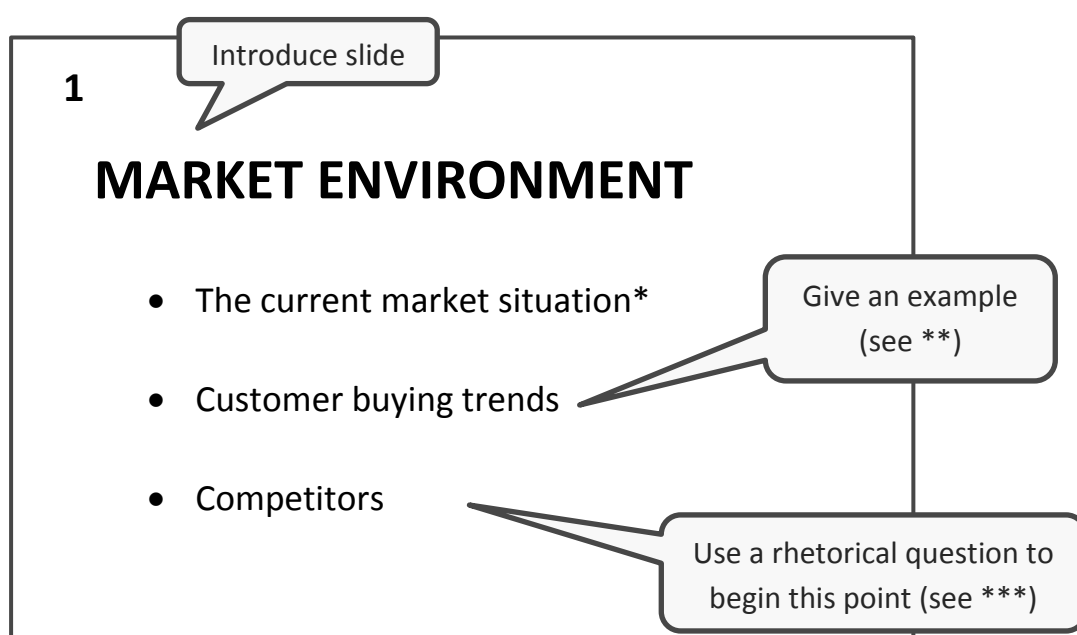 Introduce slide
1
MARKET ENVIRONMENT
• The current market situation*
Give an example
(see **)
• Customer buying trends
• Competitors
Use a rhetorical question to
begin this point (see ***)